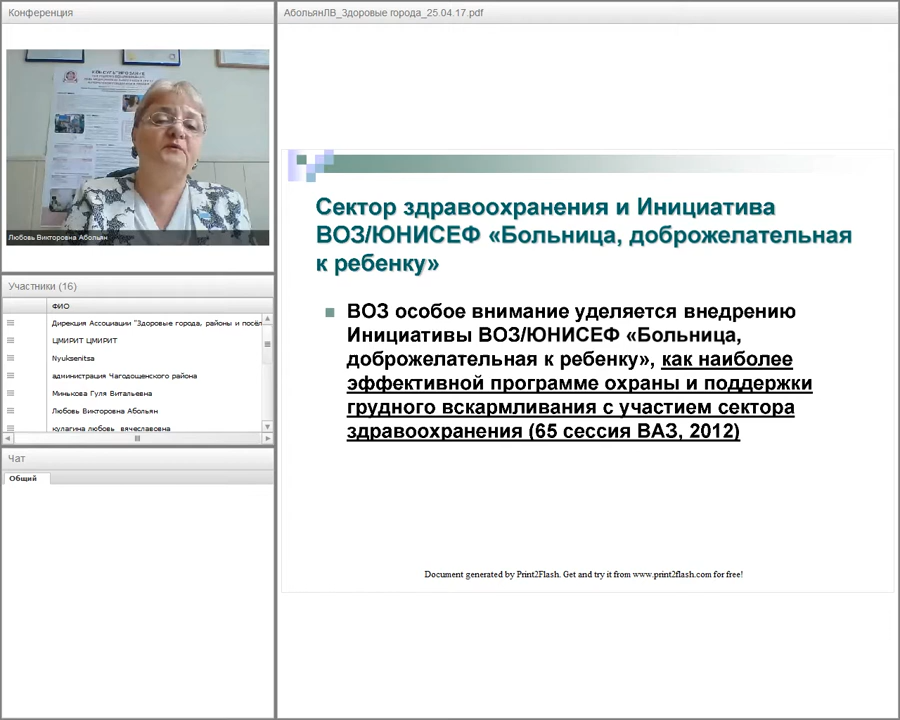 Конференция
Любовь Викторовна Абольян
Участники (16)
ФИО
Дирекция Ассоциации "Здоровые города, районы и посёл
ЦМИРИТ ЦМИРИТ
Nyuksenitsa
администрация Чагодощенского района
Минькова Гуля Витальевна
Любовь Викторовна Абольян
кулагина любовь вячеславовна
Чат
Общий
АбольянЛВ_Здоровые города_25.04.17.pdf
Сектор здравоохранения и Инициатива
ВОЗ/ЮНИСЕФ «Больница, доброжелательная
к ребенку»
ВОЗ особое внимание уделяется внедрению
Инициативы ВОЗ/ЮНИСЕФ «Больница,
доброжелательная к ребенку», как наиболее
эффективной программе охраны и поддержки
грудного вскармливания с участием сектора
здравоохранения (65 сессия ВАЗ, 2012)
Document generated by Print2Flash. Get and try it from www.print2flash.com for free!